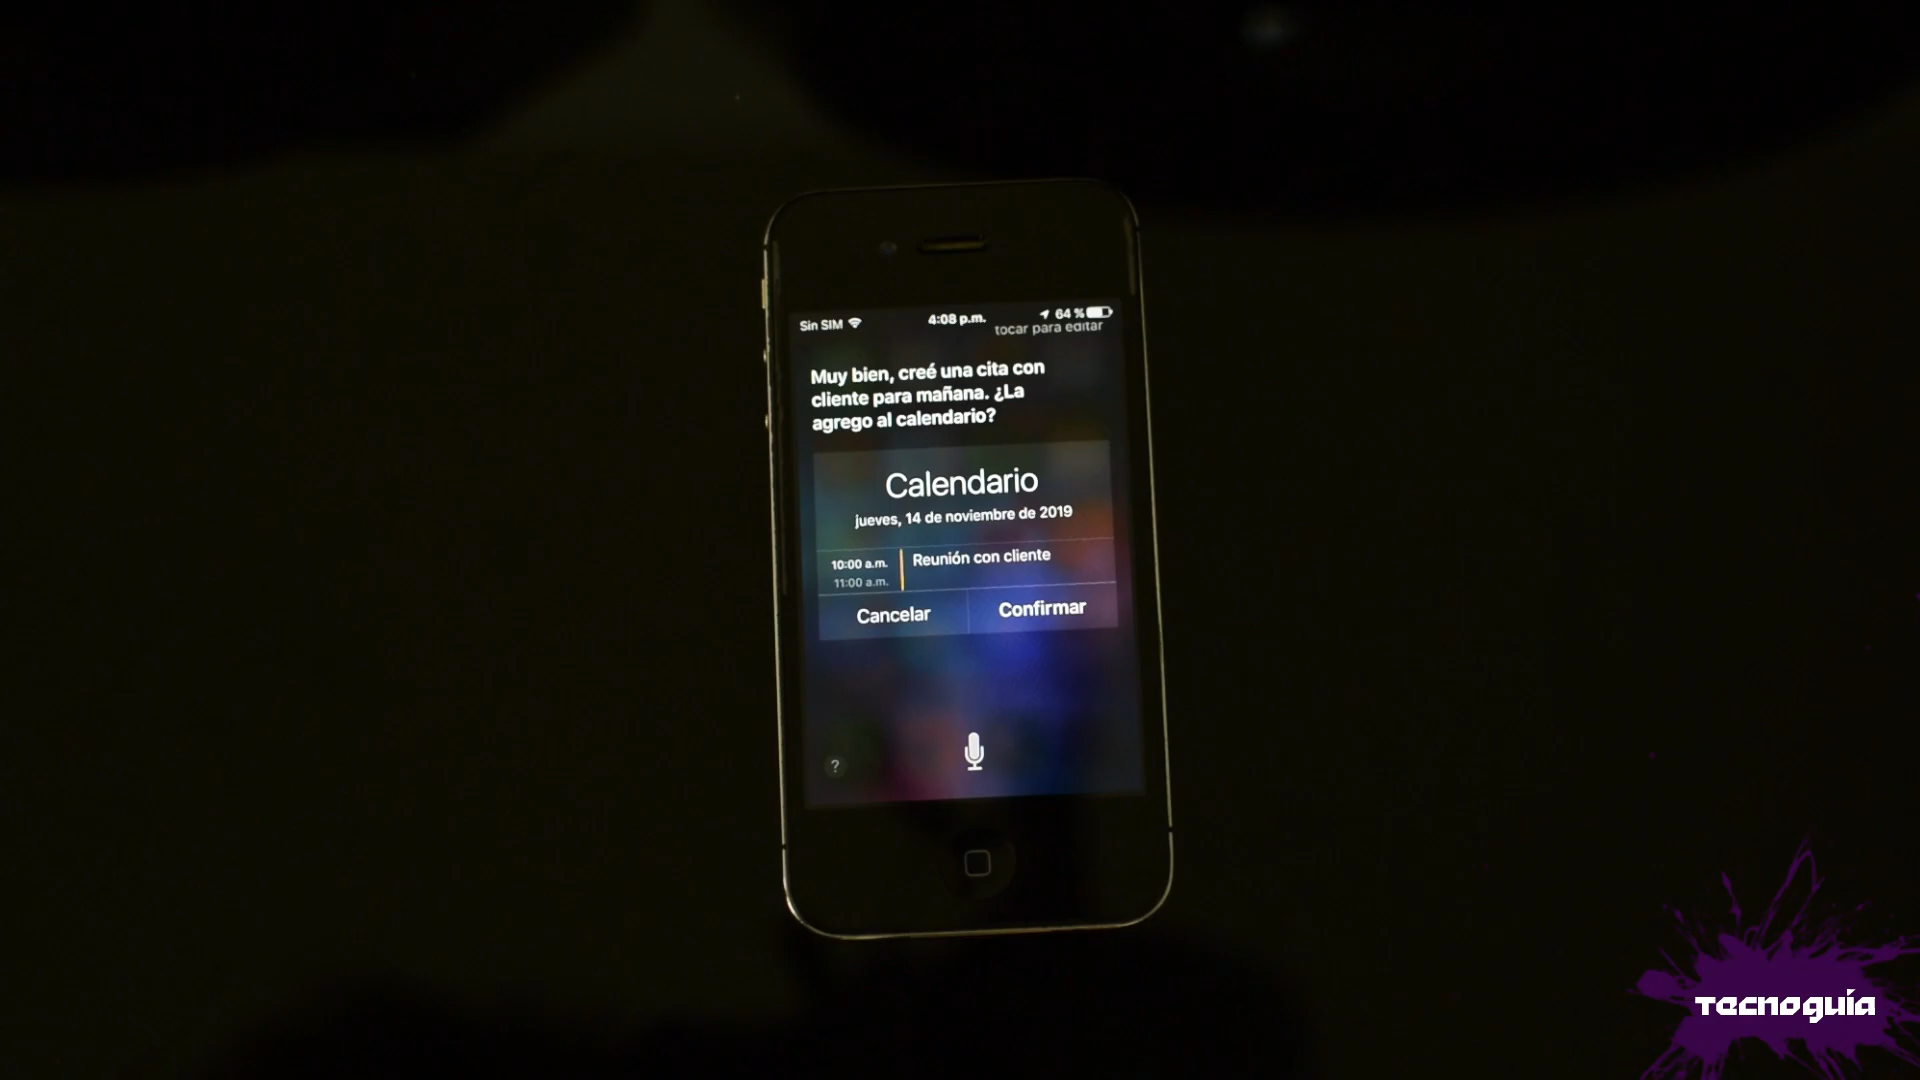 Sin SIM 4:08 p.m. 64 %
tocar para editar
Muy bien, creé una cita con
cliente para mañana. ¿La
agrego al calendario?
Calendario
jueves, 14 de noviembre de 2019
10:00 a.m. Reunión con cliente
11:00 a.m.
Cancelar Confirmar
?
Tecnoguía